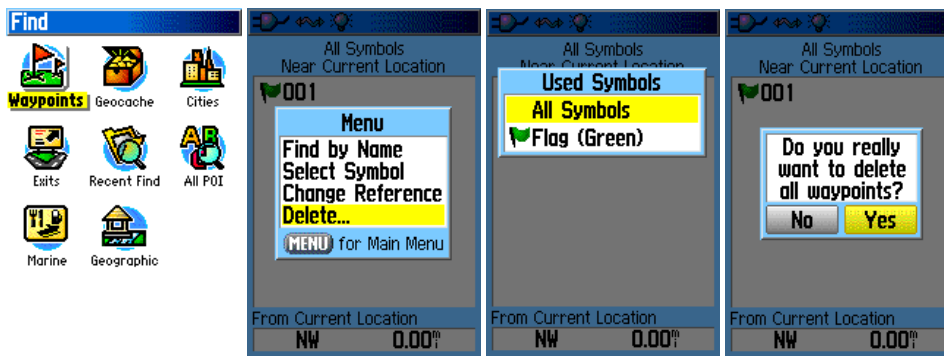 Find
Waypoints
Geocache
Cities
Exits
Recent Find
All POI
Marine
Geographic
All Symbols
Near Current Location
001
Menu
Find by Name
Select Symbol
Change Reference
Delete...
MENU for Main Menu
From Current Location
NW 0.00m
All Symbols
Near Current Location
Used Symbols
All Symbols
Flag (Green)
From Current Location
NW 0.00m
All Symbols
Near Current Location
001
Do you really
want to delete
all waypoints?
No Yes
From Current Location
NW 0.00m